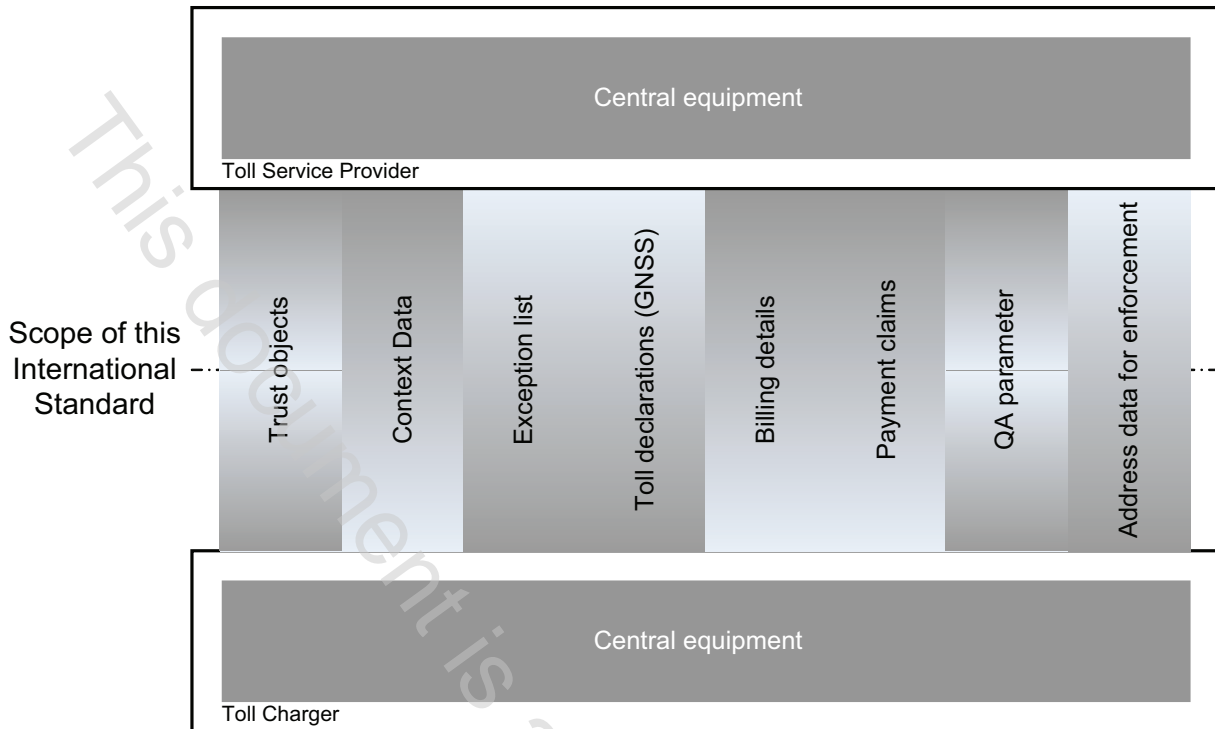 Central equipment
Toll Service Provider
Scope of this
International
Standard
Trust objects
Context Data
Exception list
Toll declarations (GNSS)
Billing details
Payment claims
QA parameter
Address data for enforcement
Central equipment
Toll Charger
This document is